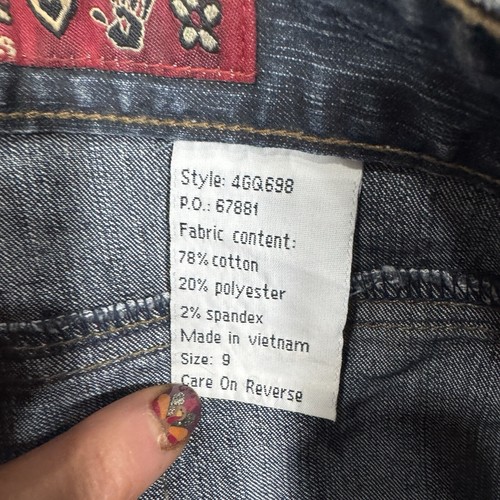 Style: 4GQ698
P.O.: 67881
Fabric content:
78% cotton
20% polyester
2% spandex
Made in vietnam
Size: 9
Care On Reverse